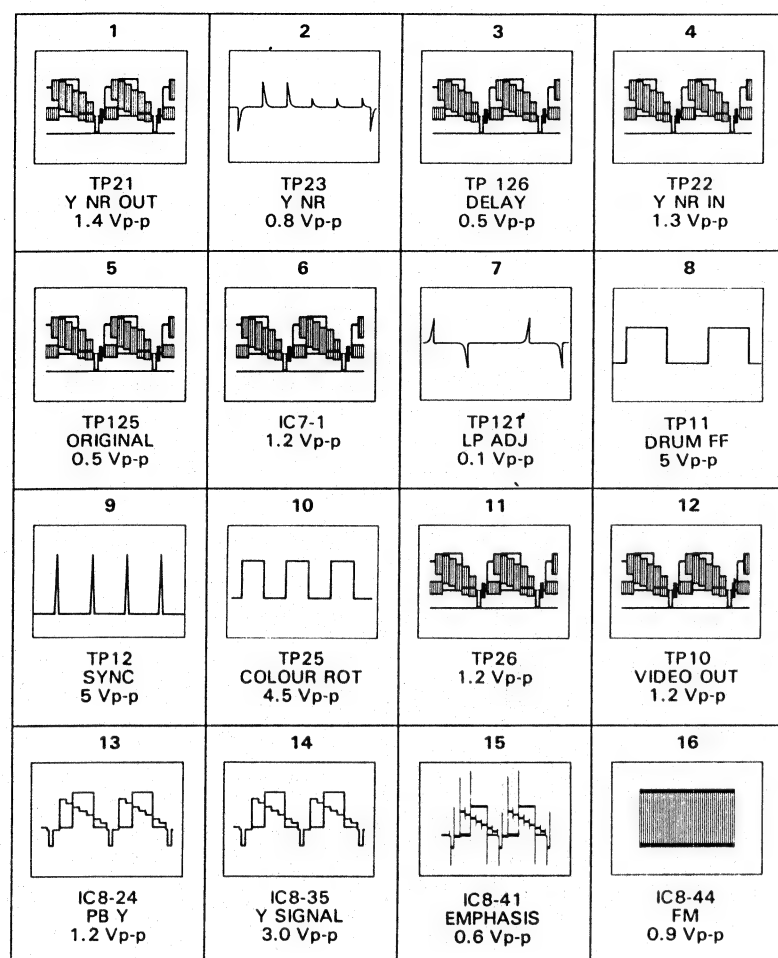 1
TP21
Y NR OUT
1.4 Vp-p
2
TP23
Y NR
0.8 Vp-p
3
TP 126
DELAY
0.5 Vp-p
4
TP22
Y NR IN
1.3 Vp-p
5
TP125
ORIGINAL
0.5 Vp-p
6
IC7-1
1.2 Vp-p
7
TP121
LP ADJ
0.1 Vp-p
8
TP11
DRUM FF
5 Vp-p
9
TP12
SYNC
5 Vp-p
10
TP25
COLOUR ROT
4.5 Vp-p
11
TP26
1.2 Vp-p
12
TP10
VIDEO OUT
1.2 Vp-p
13
IC8-24
PB Y
1.2 Vp-p
14
IC8-35
Y SIGNAL
3.0 Vp-p
15
IC8-41
EMPHASIS
0.6 Vp-p
16
IC8-44
FM
0.9 Vp-p